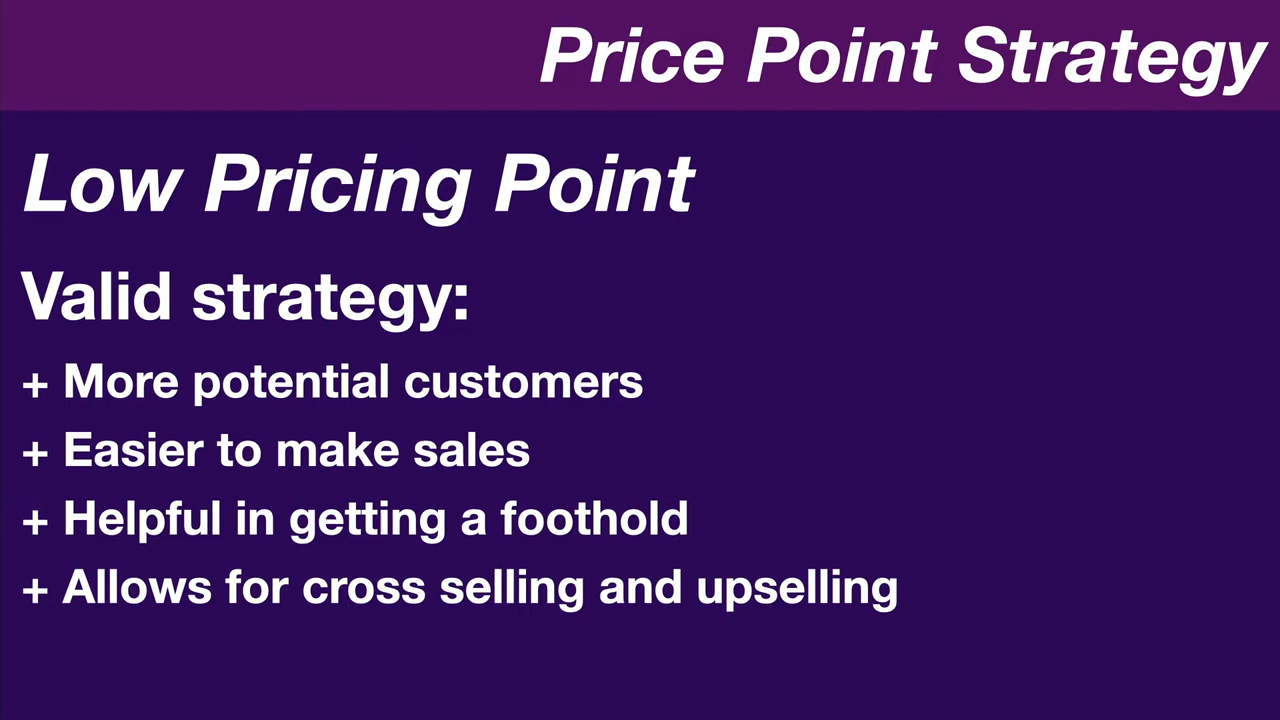 Price Point Strategy
Low Pricing Point
Valid strategy:
+ More potential customers
+ Easier to make sales
+ Helpful in getting a foothold
+ Allows for cross selling and upselling